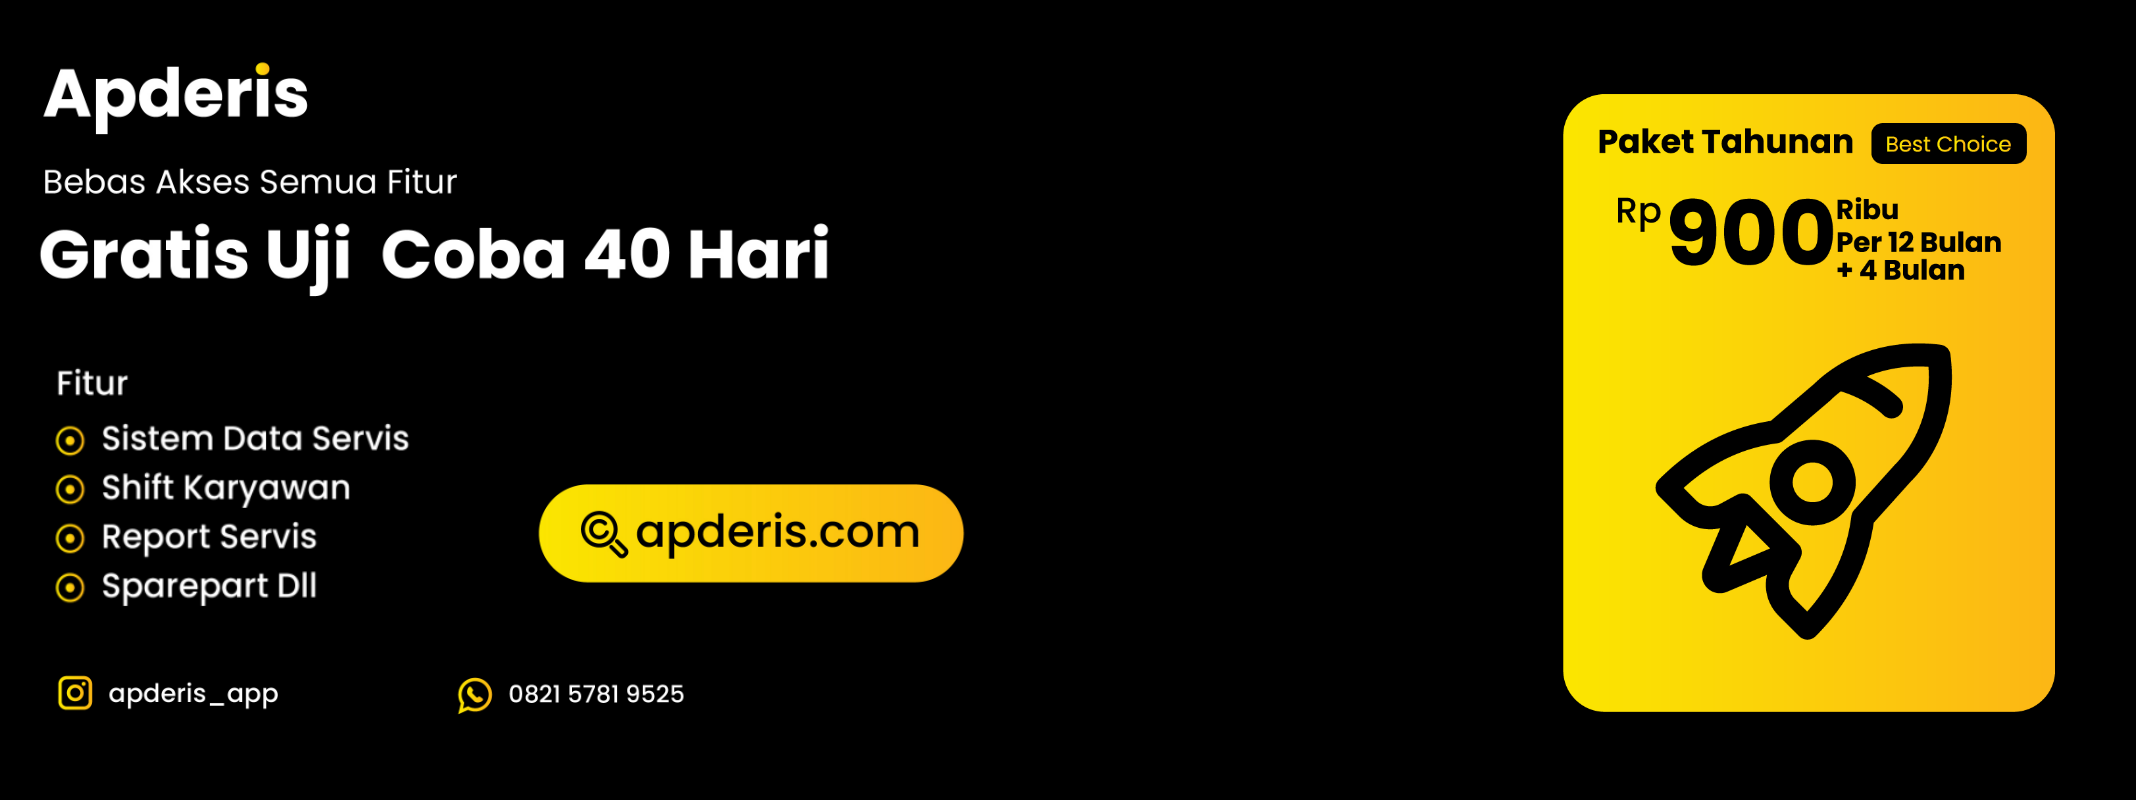 Apderis
Bebas Akses Semua Fitur
Gratis Uji Coba 40 Hari
Fitur
Sistem Data Servis
Shift Karyawan
Report Servis
Sparepart Dll
apderis.com
apderis_app
0821 5781 9525
Paket Tahunan
Best Choice
Rp 900 Ribu
Per 12 Bulan
+ 4 Bulan